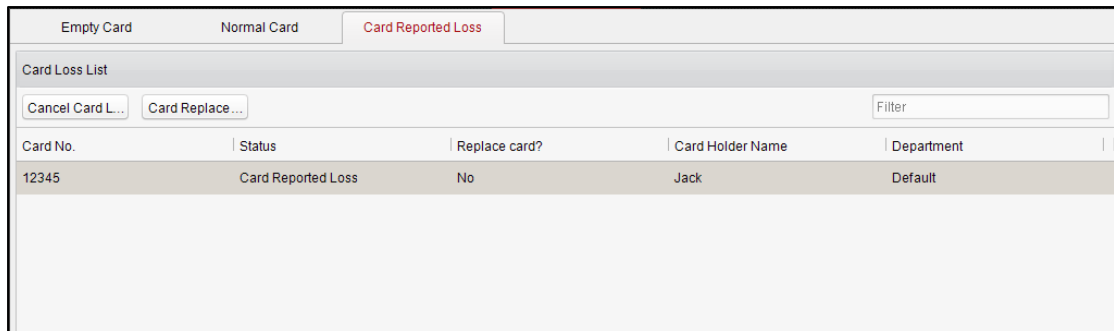 Empty Card Normal Card Card Reported Loss
Card Loss List
Cancel Card L... Card Replace... Filter
Card No. Status Replace card? Card Holder Name Department
12345 Card Reported Loss No Jack Default